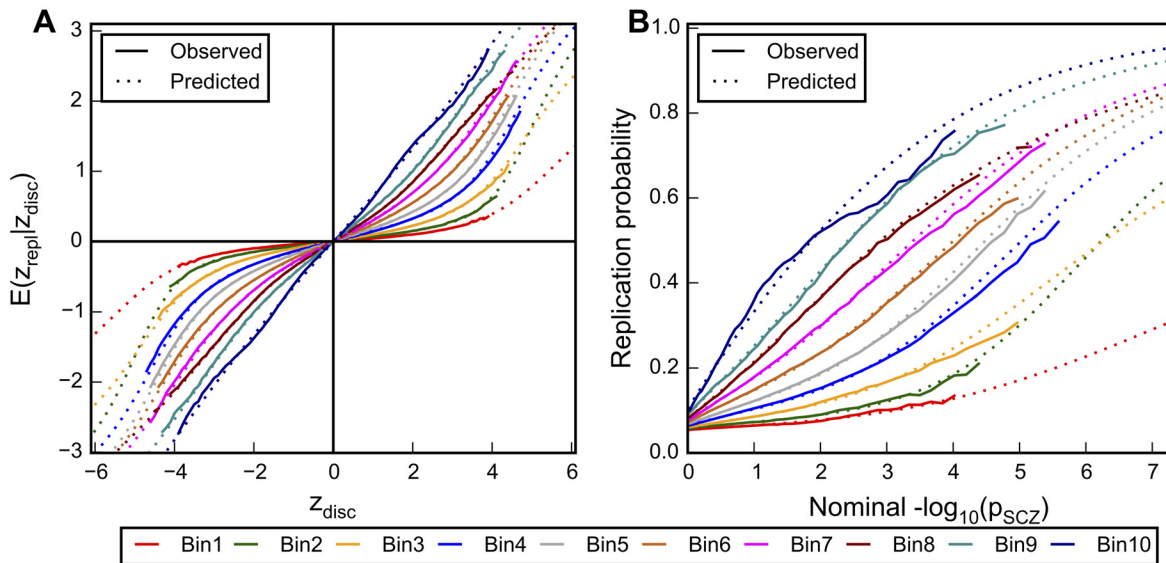 A
Observed
Predicted
3
2
1
0
−1
−2
−3
−6
−4
−2
0
2
4
6
E(z_repl|z_disc)
z_disc
B
Observed
Predicted
1.0
0.8
0.6
0.4
0.2
0.0
0
1
2
3
4
5
6
7
Replication probability
Nominal -log₁₀(p_SCZ)
Bin1 Bin2 Bin3 Bin4 Bin5 Bin6 Bin7 Bin8 Bin9 Bin10